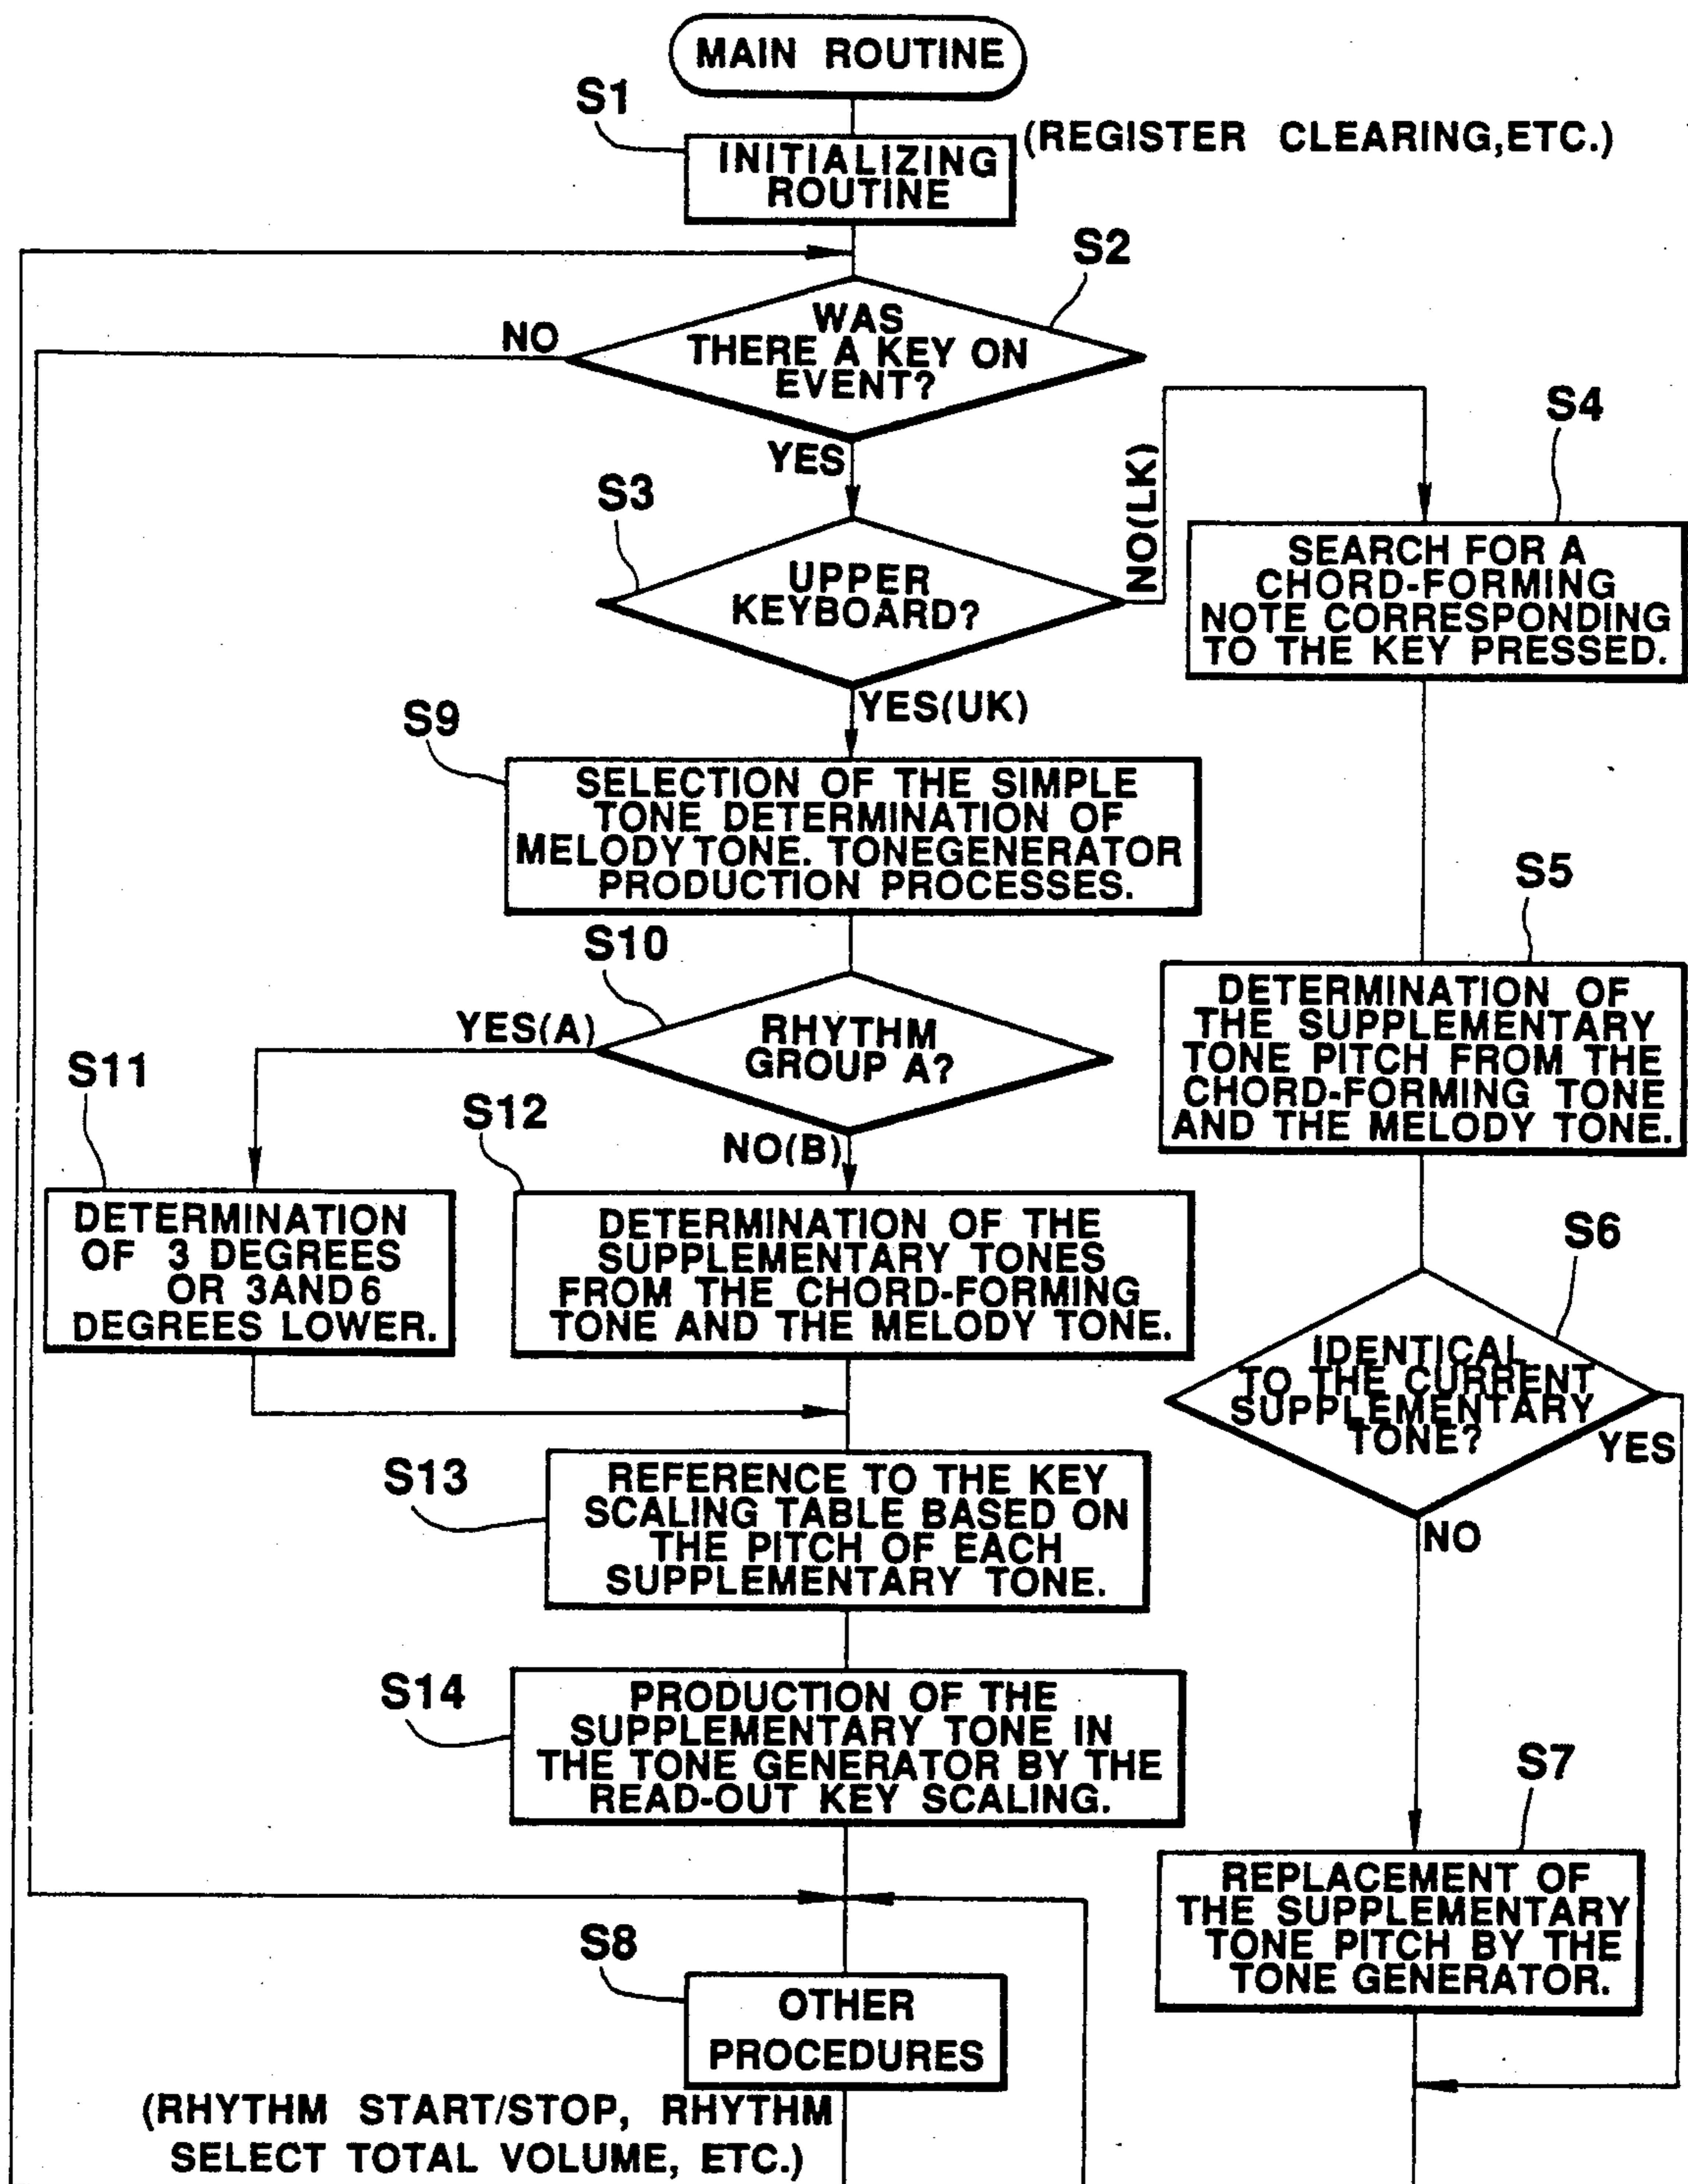 MAIN ROUTINE
S1
(REGISTER CLEARING,ETC.)
INITIALIZING
ROUTINE
S2
WAS
THERE A KEY ON
EVENT?
NO
YES
NO(LK)
S3
UPPER
KEYBOARD?
YES(UK)
S4
SEARCH FOR A
CHORD-FORMING
NOTE CORRESPONDING
TO THE KEY PRESSED.
S9
SELECTION OF THE SIMPLE
TONE DETERMINATION OF
MELODY TONE. TONEGENERATOR
PRODUCTION PROCESSES.
S5
DETERMINATION OF
THE SUPPLEMENTARY
TONE PITCH FROM THE
CHORD-FORMING TONE
AND THE MELODY TONE.
S10
RHYTHM
GROUP A?
YES(A)
NO(B)
S11
DETERMINATION
OF 3 DEGREES
OR 3AND6
DEGREES LOWER.
S12
DETERMINATION OF THE
SUPPLEMENTARY TONES
FROM THE CHORD-FORMING
TONE AND THE MELODY TONE.
S6
IDENTICAL
TO THE CURRENT
SUPPLEMENTARY
TONE?
YES
NO
S13
REFERENCE TO THE KEY
SCALING TABLE BASED ON
THE PITCH OF EACH
SUPPLEMENTARY TONE.
S14
PRODUCTION OF THE
SUPPLEMENTARY TONE IN
THE TONE GENERATOR BY THE
READ-OUT KEY SCALING.
S7
REPLACEMENT OF
THE SUPPLEMENTARY
TONE PITCH BY THE
TONE GENERATOR.
S8
OTHER
PROCEDURES
(RHYTHM START/STOP, RHYTHM
SELECT TOTAL VOLUME, ETC.)